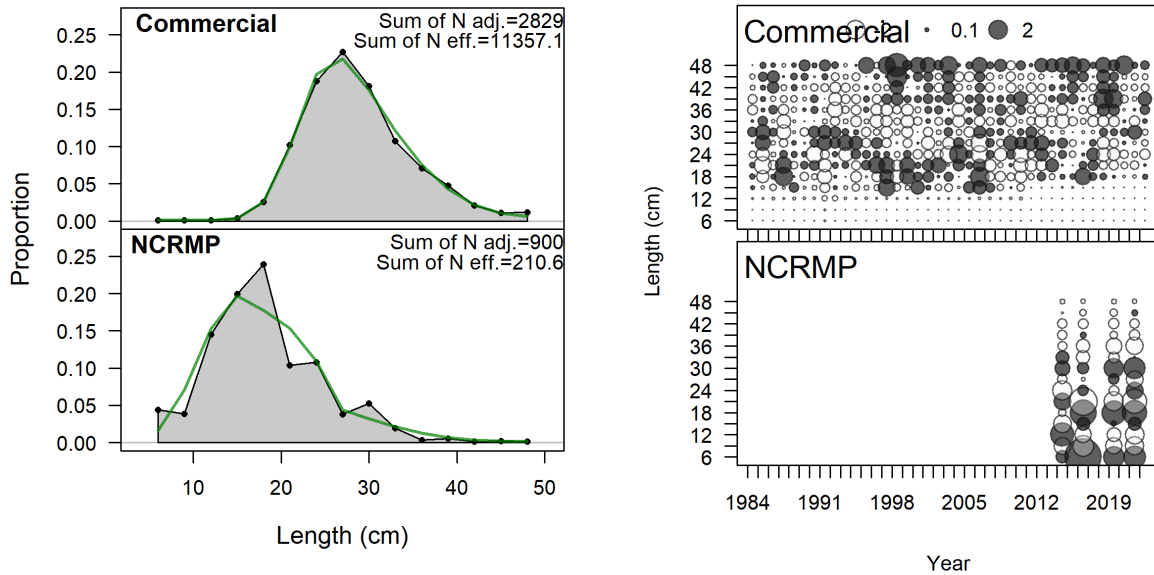 Commercial
Sum of N adj.=2829
Sum of N eff.=11357.1
0.25
0.20
0.15
0.10
0.05
0.00
NCRMP
Sum of N adj.=900
Sum of N eff.=210.6
0.25
0.20
0.15
0.10
0.05
0.00
Proportion
10 20 30 40 50
Length (cm)
Commercial
-2 0.1 2
48
42
36
30
24
18
12
6
NCRMP
48
42
36
30
24
18
12
6
Length (cm)
1984 1991 1998 2005 2012 2019
Year